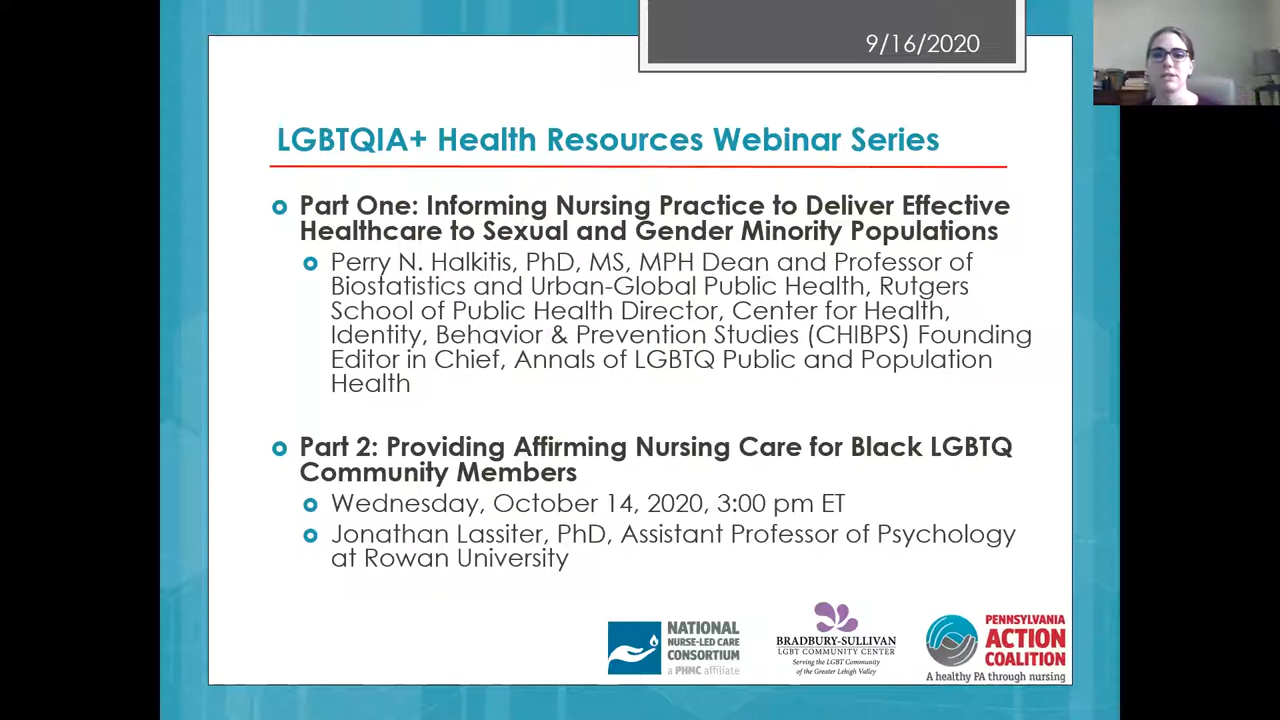 9/16/2020
LGBTQIA+ Health Resources Webinar Series
Part One: Informing Nursing Practice to Deliver Effective
Healthcare to Sexual and Gender Minority Populations
Perry N. Halkitis, PhD, MS, MPH Dean and Professor of
Biostatistics and Urban-Global Public Health, Rutgers
School of Public Health Director, Center for Health,
Identity, Behavior & Prevention Studies (CHIBPS) Founding
Editor in Chief, Annals of LGBTQ Public and Population
Health
Part 2: Providing Affirming Nursing Care for Black LGBTQ
Community Members
Wednesday, October 14, 2020, 3:00 pm ET
Jonathan Lassiter, PhD, Assistant Professor of Psychology
at Rowan University
NATIONAL
NURSE-LED CARE
CONSORTIUM
a PHMC affiliate
BRADBURY-SULLIVAN
LGBT COMMUNITY CENTER
Serving the LGBT Community
of the Greater Lehigh Valley
PENNSYLVANIA
ACTION
COALITION
A healthy PA through nursing